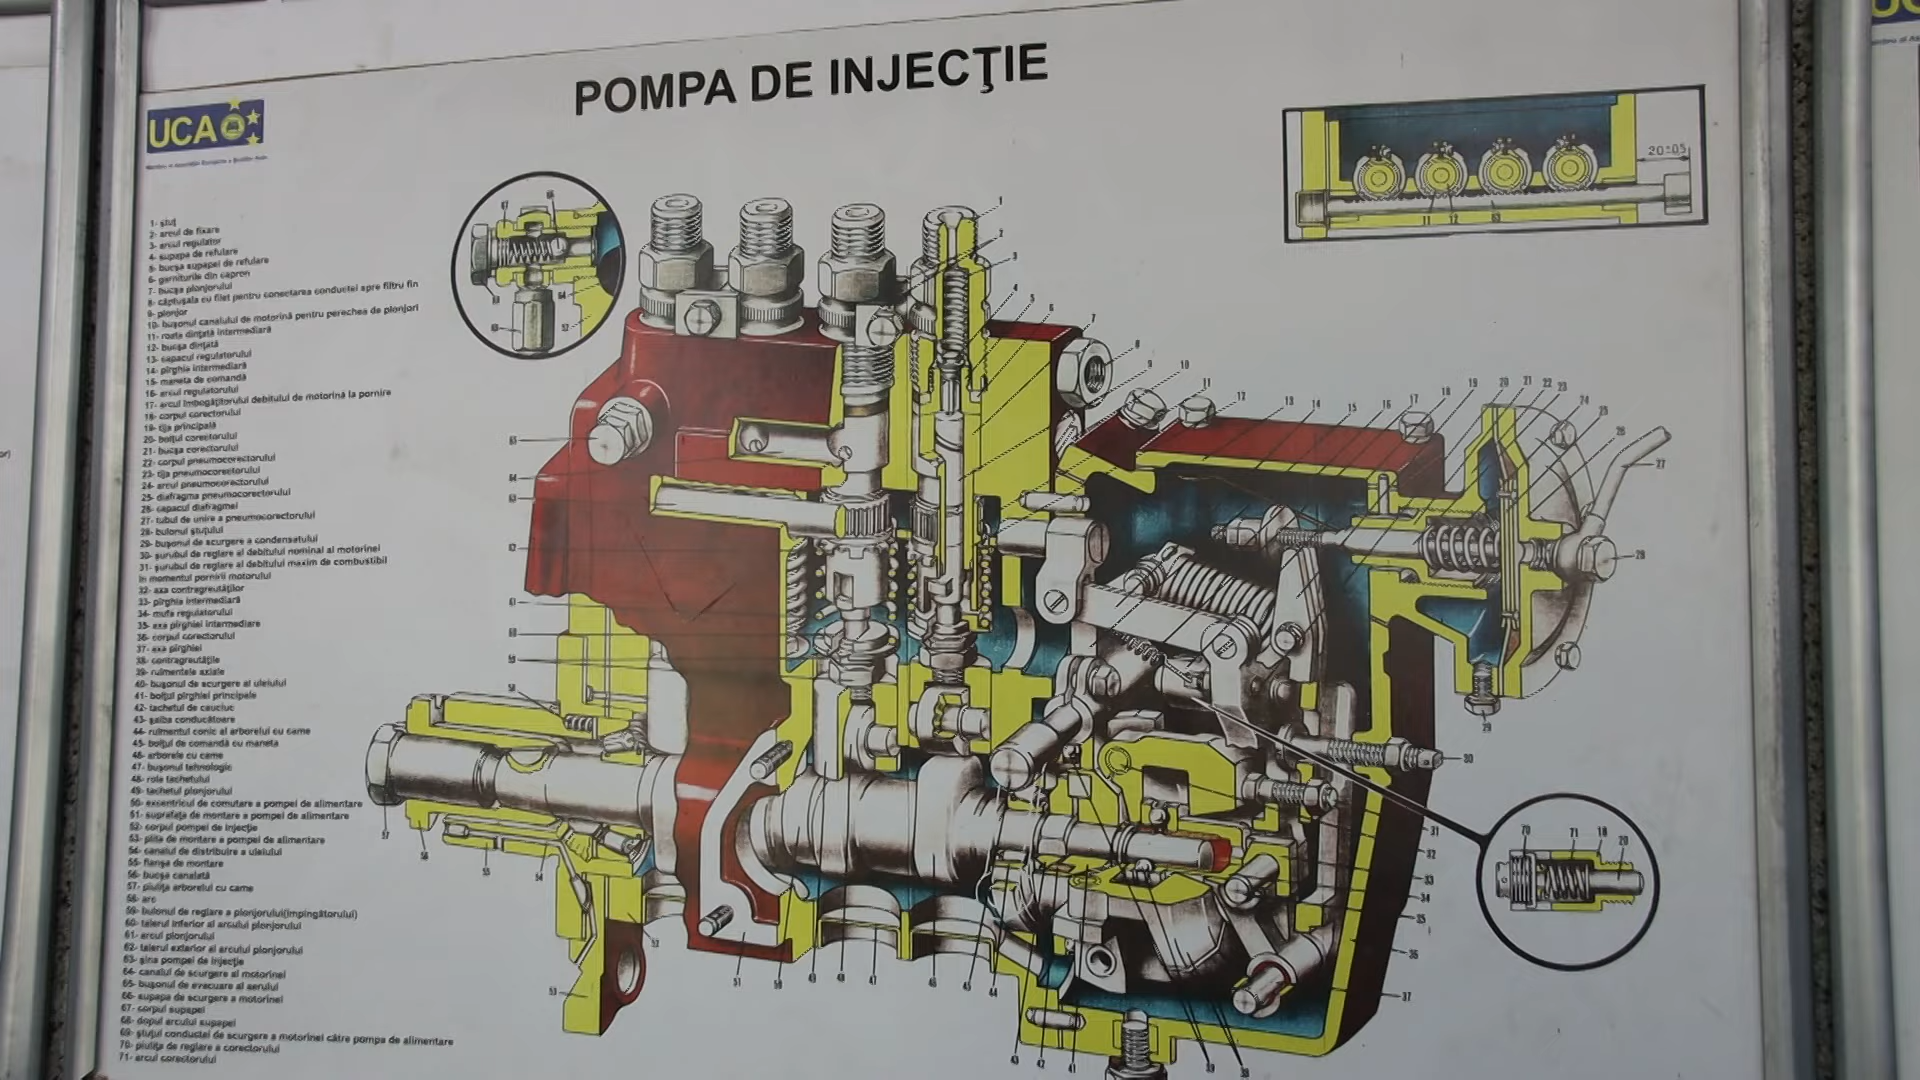 POMPA DE INJECŢIE
UCA
20±05
1- ştuţ
2- arcul de fixare
3- arcul regulator
4- supapa de refulare
5- bucşa supapei de refulare
6- garniturile din capron
7- bucşa plonjorului
8- căptuşala cu filet pentru conectarea conductei spre filtru fin
9- plonjor
10- buşonul canalului de motorină pentru perechea de plonjori
11- roata dinţată intermediară
12- bucşa dinţată
13- capacul regulatorului
14- pîrghia intermediară
15- maneta de comandă
16- arcul regulatorului
17- arcul îmbogăţitorului debitului de motorină la pornire
18- corpul corectorului
19- tija principală
20- bolţul corectorului
21- bucşa corectorului
22- corpul pneumocorectorului
23- tija pneumocorectorului
24- arcul pneumocorectorului
25- diafragma pneumocorectorului
26- capacul diafragmei
27- tubul de unire a pneumocorectorului
28- bulonul ştuţului
29- buşonul de scurgere a condensatului
30- şurubul de reglare al debitului nominal al motorinei
31- şurubul de reglare al debitului maxim de combustibil
în momentul pornirii motorului
32- axa contragreutăţilor
33- pîrghia intermediară
34- mufa regulatorului
35- axa pîrghiei intermediare
36- corpul corectorului
37- axa pîrghiei
38- contragreutăţile
39- rulmentele axiale
40- buşonul de scurgere al uleiului
41- bolţul pîrghiei principale
42- tachetul de cauciuc
43- şaiba conducătoare
44- rulmentul conic al arborelui cu came
45- bolţul de comandă cu maneta
46- arborele cu came
47- buşonul tehnologic
48- rola tachetului
49- tachetul plonjorului
50- excentricul de comutare a pompei de alimentare
51- suprafaţa de montare a pompei de alimentare
52- corpul pompei de injecţie
53- plita de montare a pompei de alimentare
54- canalul de distribuire a uleiului
55- flanşa de montare
56- bucşa canalată
57- piuliţa arborelui cu came
58- arc
59- bulonul de reglare a plonjorului(împingătorului)
60- talerul inferior al arcului plonjorului
61- arcul plonjorului
62- talerul exterior al arcului plonjorului
63- şina pompei de injecţie
64- canalul de scurgere al motorinei
65- buşonul de evacuare al aerului
66- supapa de scurgere a motorinei
67- corpul supapei
68- dopul arcului supapei
69- ştuţul conductei de scurgere a motorinei către pompa de alimentare
70- piuliţa de reglare a corectorului
71- arcul corectorului